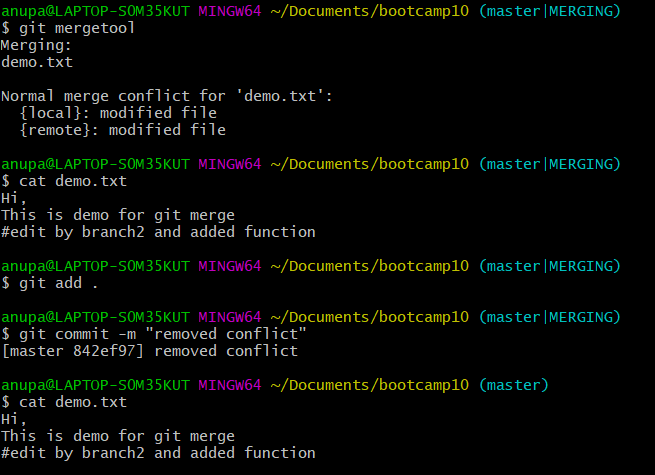 anupa@LAPTOP-SOM35KUT MINGW64 ~/Documents/bootcamp10 (master|MERGING)
$ git mergetool
Merging:
demo.txt
Normal merge conflict for 'demo.txt':
{local}: modified file
{remote}: modified file
anupa@LAPTOP-SOM35KUT MINGW64 ~/Documents/bootcamp10 (master|MERGING)
$ cat demo.txt
Hi,
This is demo for git merge
#edit by branch2 and added function
anupa@LAPTOP-SOM35KUT MINGW64 ~/Documents/bootcamp10 (master|MERGING)
$ git add .
anupa@LAPTOP-SOM35KUT MINGW64 ~/Documents/bootcamp10 (master|MERGING)
$ git commit -m "removed conflict"
[master 842ef97] removed conflict
anupa@LAPTOP-SOM35KUT MINGW64 ~/Documents/bootcamp10 (master)
$ cat demo.txt
Hi,
This is demo for git merge
#edit by branch2 and added function